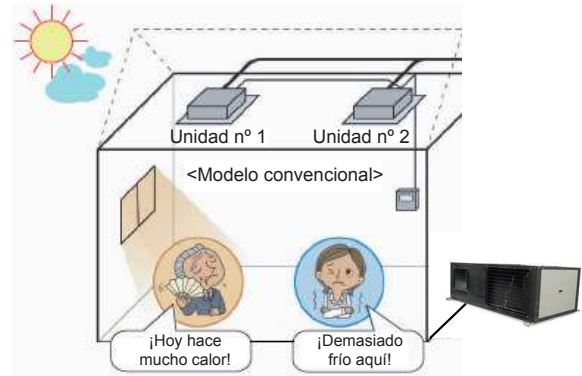 Unidad nº 1
Unidad nº 2
<Modelo convencional>
¡Hoy hace
mucho calor!
¡Demasiado
frío aquí!